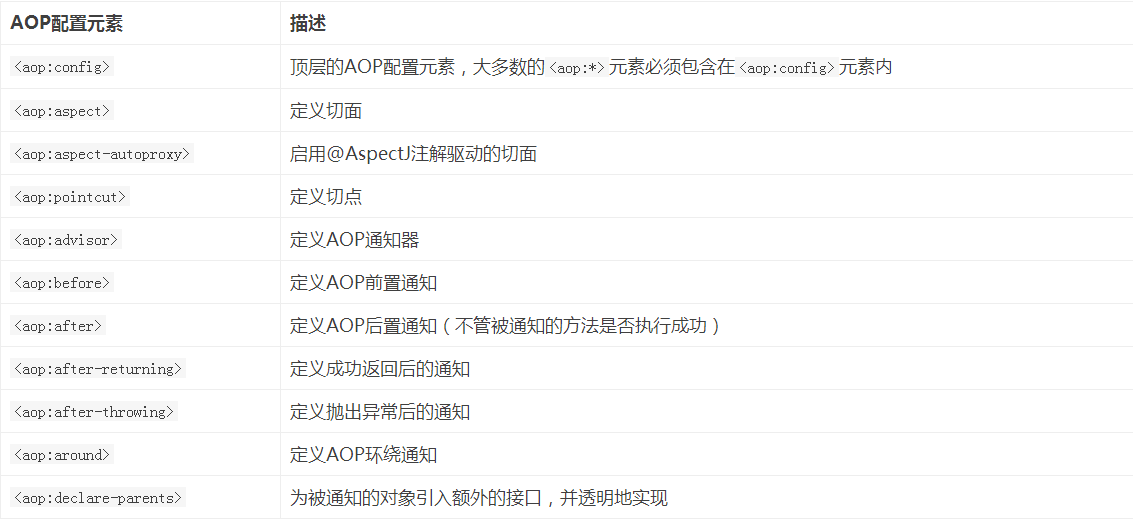 AOP配置元素 描述
<aop:config> 顶层的AOP配置元素，大多数的<aop:*>元素必须包含在<aop:config>元素内
<aop:aspect> 定义切面
<aop:aspect-autoproxy> 启用@AspectJ注解驱动的切面
<aop:pointcut> 定义切点
<aop:advisor> 定义AOP通知器
<aop:before> 定义AOP前置通知
<aop:after> 定义AOP后置通知（不管被通知的方法是否执行成功）
<aop:after-returning> 定义成功返回后的通知
<aop:after-throwing> 定义抛出异常后的通知
<aop:around> 定义AOP环绕通知
<aop:declare-parents> 为被通知的对象引入额外的接口，并透明地实现